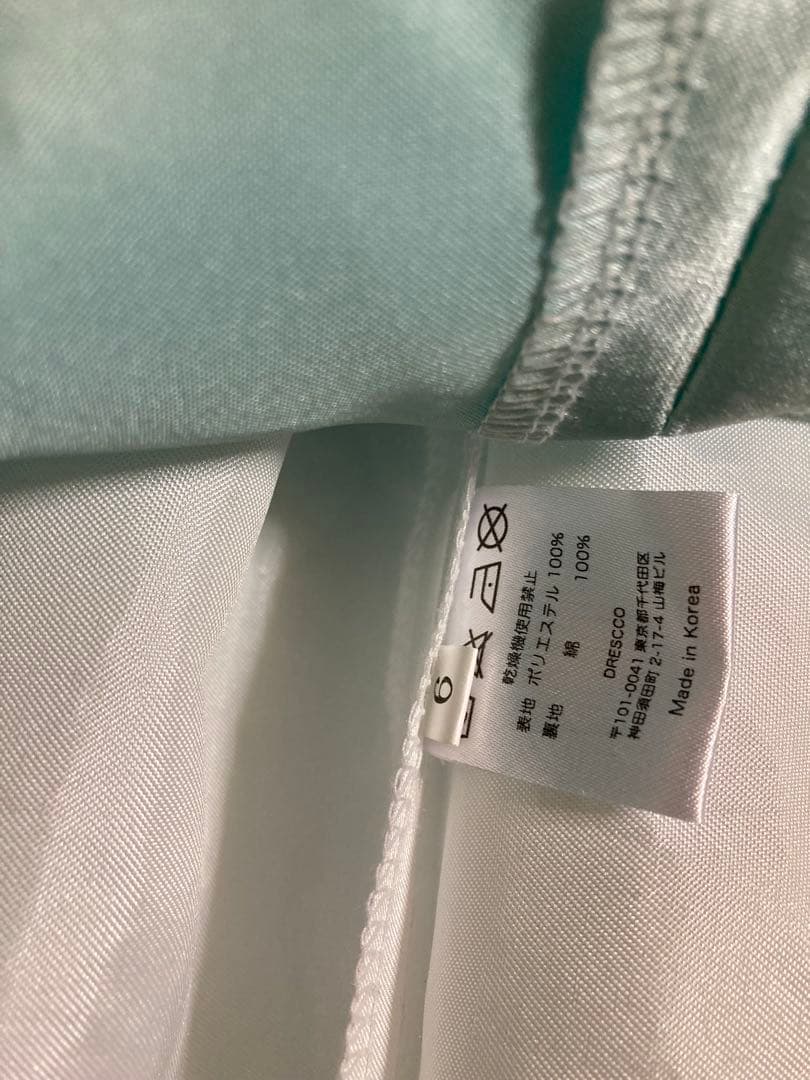 6
乾燥機使用禁止
表地 ポリエステル 100%
裏地 綿 100%
DRESCCO
〒101-0041 東京都千代田区
神田須田町 2-17-4 山梅ビル
Made in Korea